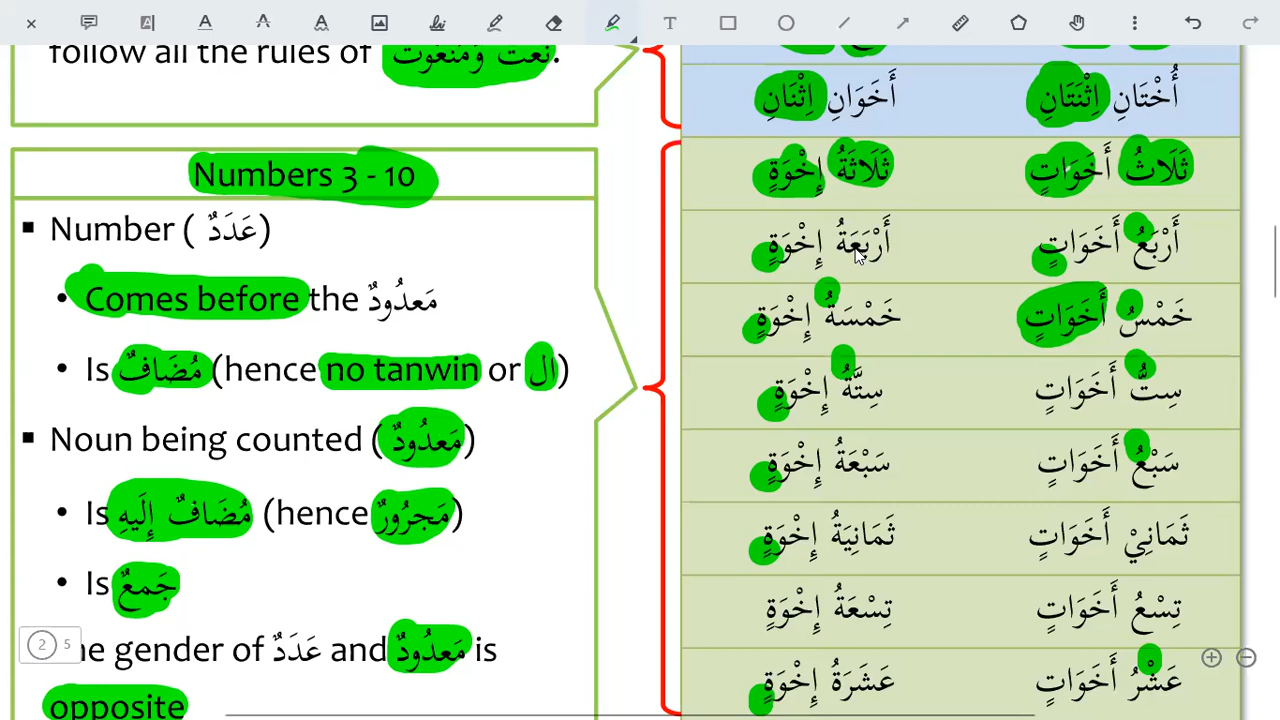 follow all the rules of نَعْت وَمَنْعُوت.
Numbers 3 - 10
▪ Number ( عَدَدٌ)
• Comes before the مَعدُودٌ
• Is مُضَافٌ (hence no tanwin or ال)
▪ Noun being counted (مَعدُودٌ)
• Is مُضَافٌ إِلَيهِ (hence مَجرُورٌ)
• Is جَمعٌ
he gender of عَدَدٌ and مَعدُودٌ is
opposite
2 5
أُخْتَانِ اِثْنَتَانِ أَخَوَانِ اِثْنَانِ
ثَلَاثُ أَخَوَاتٍ ثَلَاثَةُ إِخْوَةٍ
أَرْبَعُ أَخَوَاتٍ أَرْبَعَةُ إِخْوَةٍ
خَمْسُ أَخَوَاتٍ خَمْسَةُ إِخْوَةٍ
سِتُّ أَخَوَاتٍ سِتَّةُ إِخْوَةٍ
سَبْعُ أَخَوَاتٍ سَبْعَةُ إِخْوَةٍ
ثَمَانِيْ أَخَوَاتٍ ثَمَانِيَةُ إِخْوَةٍ
تِسْعُ أَخَوَاتٍ تِسْعَةُ إِخْوَةٍ
عَشْرُ أَخَوَاتٍ عَشَرَةُ إِخْوَةٍ